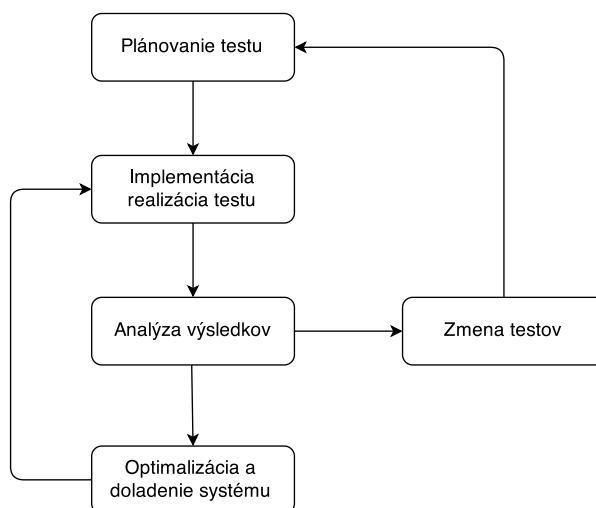 Plánovanie testu
Implementácia
realizácia testu
Analýza výsledkov
Zmena testov
Optimalizácia a
doladenie systému